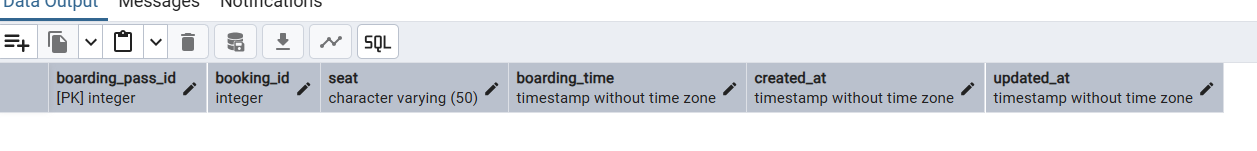 Data Output Messages Notifications
SQL
boarding_pass_id booking_id seat boarding_time created_at updated_at
[PK] integer integer character varying (50) timestamp without time zone timestamp without time zone timestamp without time zone